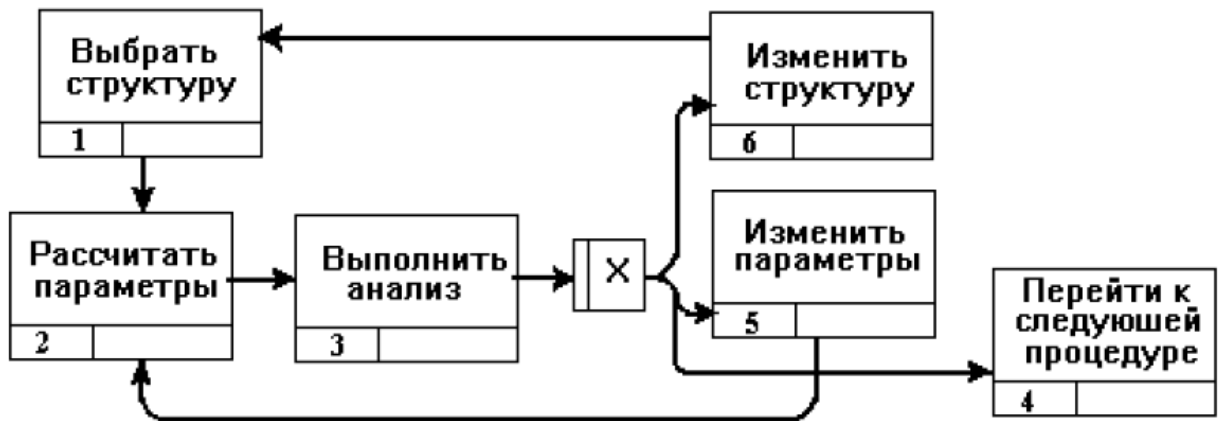 Выбрать
структуру
1
Изменить
структуру
6
Рассчитать
параметры
2
Выполнить
анализ
3
X
Изменить
параметры
5
Перейти к
следуюшей
процедуре
4